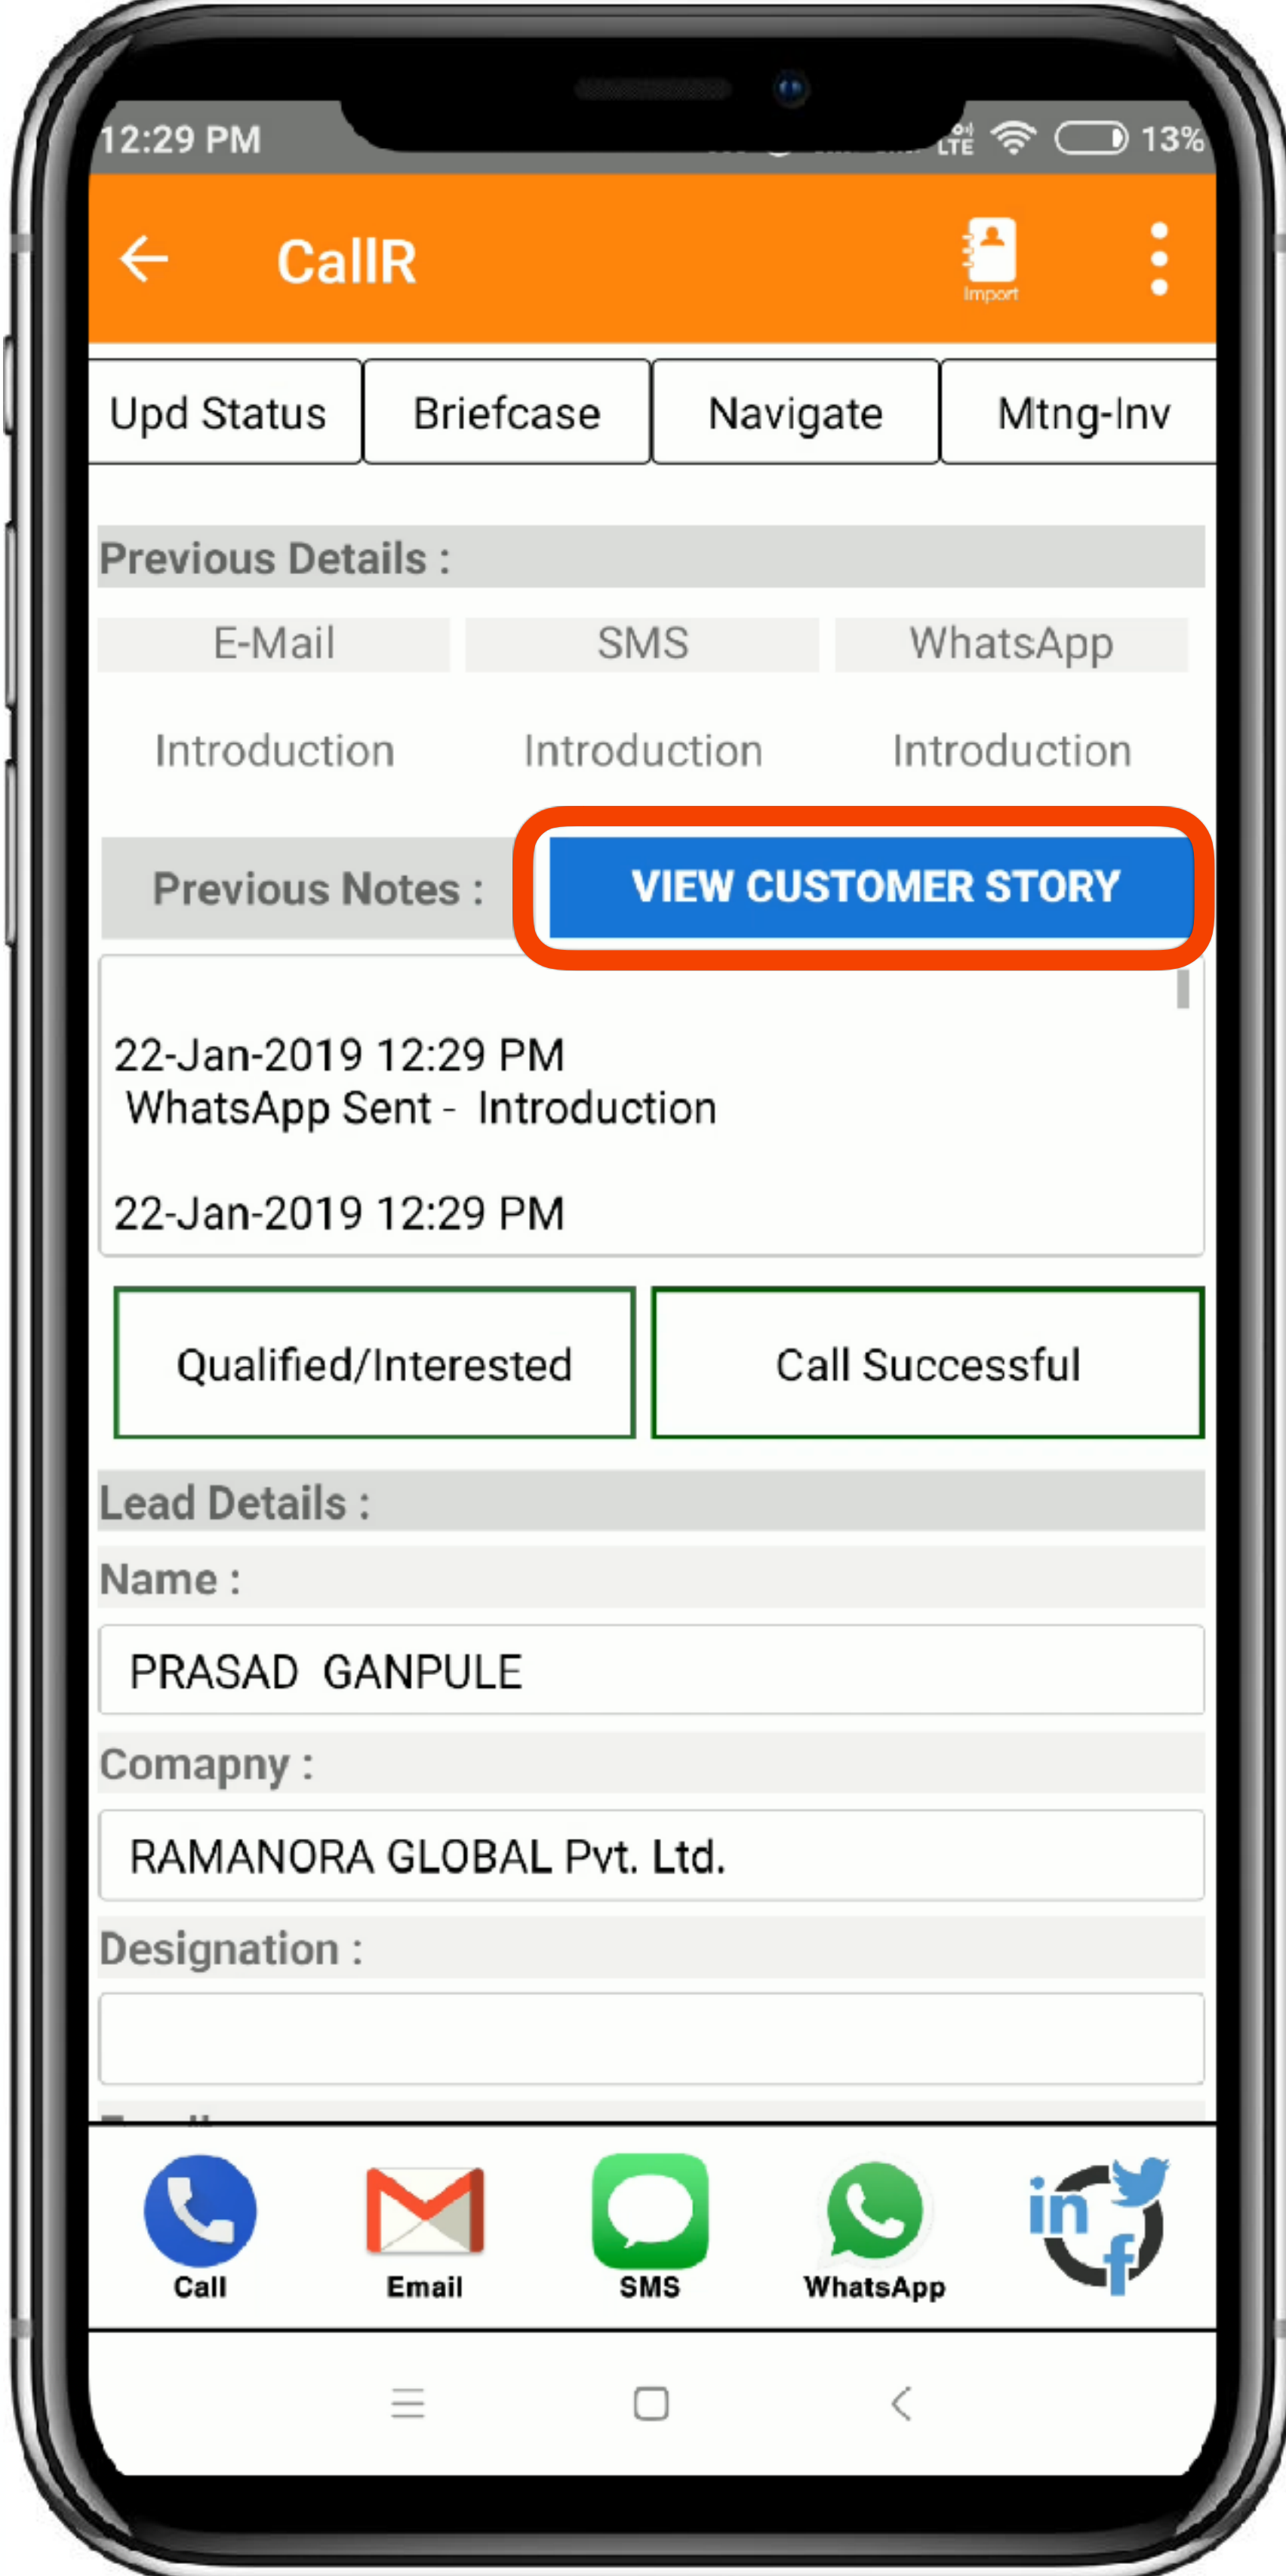 12:29 PM
LTE 13%
CallR
Import
Upd Status Briefcase Navigate Mtng-Inv
Previous Details :
E-Mail SMS WhatsApp
Introduction Introduction Introduction
Previous Notes : VIEW CUSTOMER STORY
22-Jan-2019 12:29 PM
WhatsApp Sent - Introduction
22-Jan-2019 12:29 PM
Qualified/Interested Call Successful
Lead Details :
Name :
PRASAD GANPULE
Comapny :
RAMANORA GLOBAL Pvt. Ltd.
Designation :
in f
Call Email SMS WhatsApp